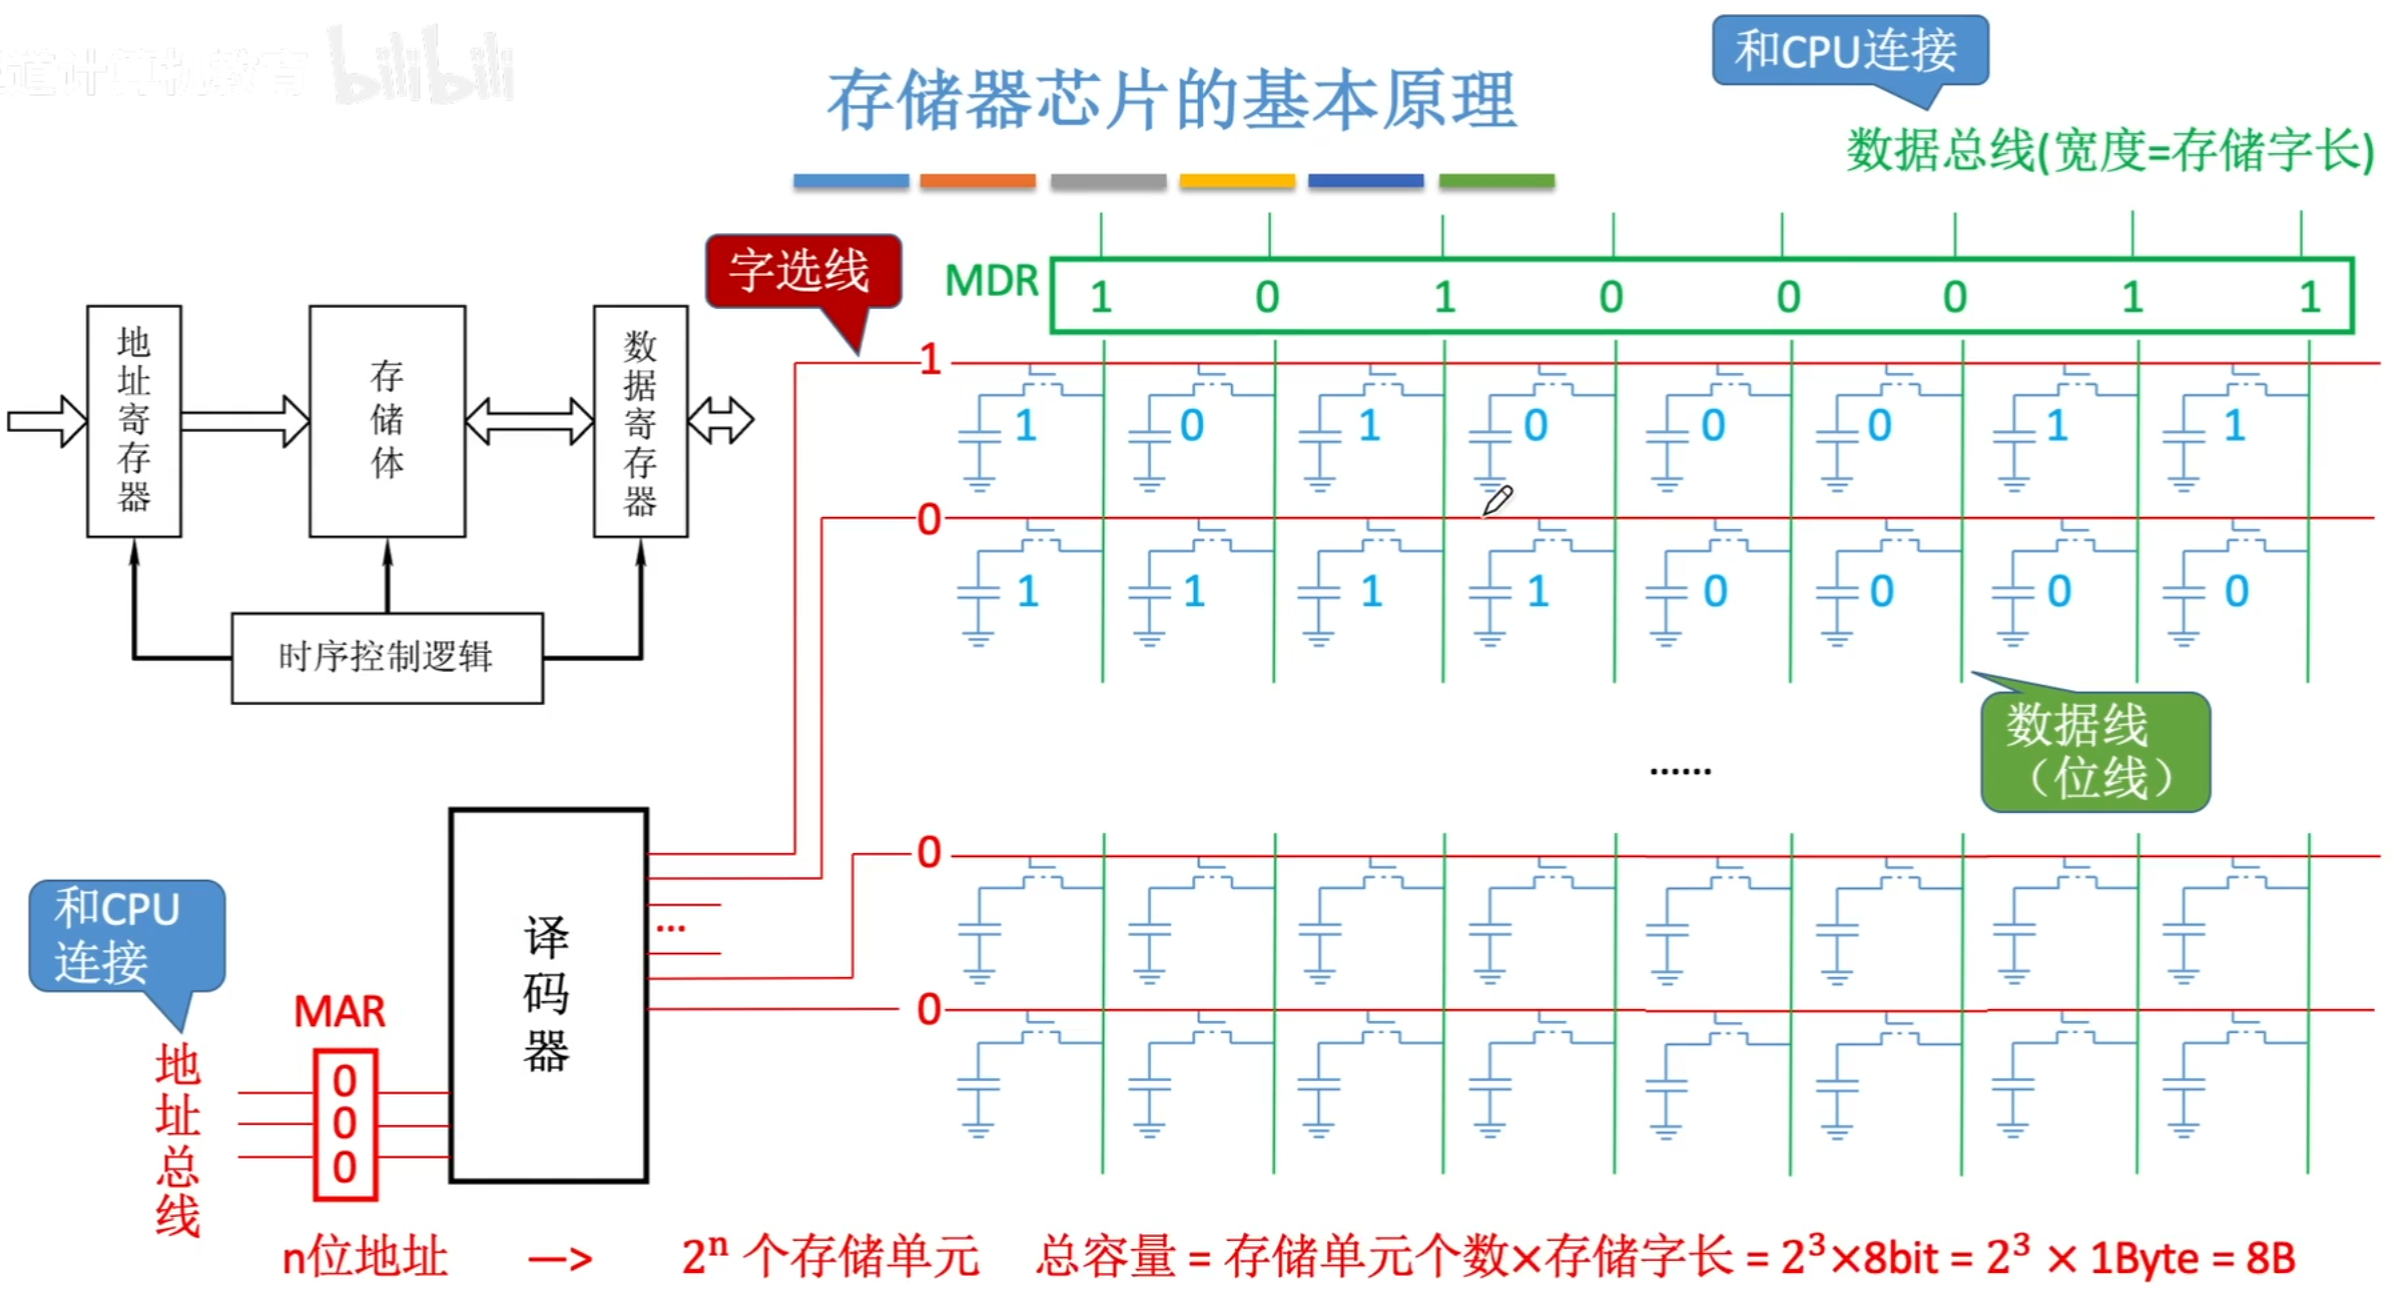 道计算机教育 bilibili
存储器芯片的基本原理
和CPU连接
数据总线(宽度=存储字长)
字选线
MDR
1 0 1 0 0 0 1 1
地址寄存器
存储体
数据寄存器
时序控制逻辑
1
1 0 1 0 0 0 1 1
0
1 1 1 1 0 0 0 0
数据线
（位线）
……
0
0
译码器
...
和CPU
连接
MAR
地址总线
0
0
0
n位地址 —> 2ⁿ 个存储单元 总容量 = 存储单元个数×存储字长 = 2³×8bit = 2³ × 1Byte = 8B